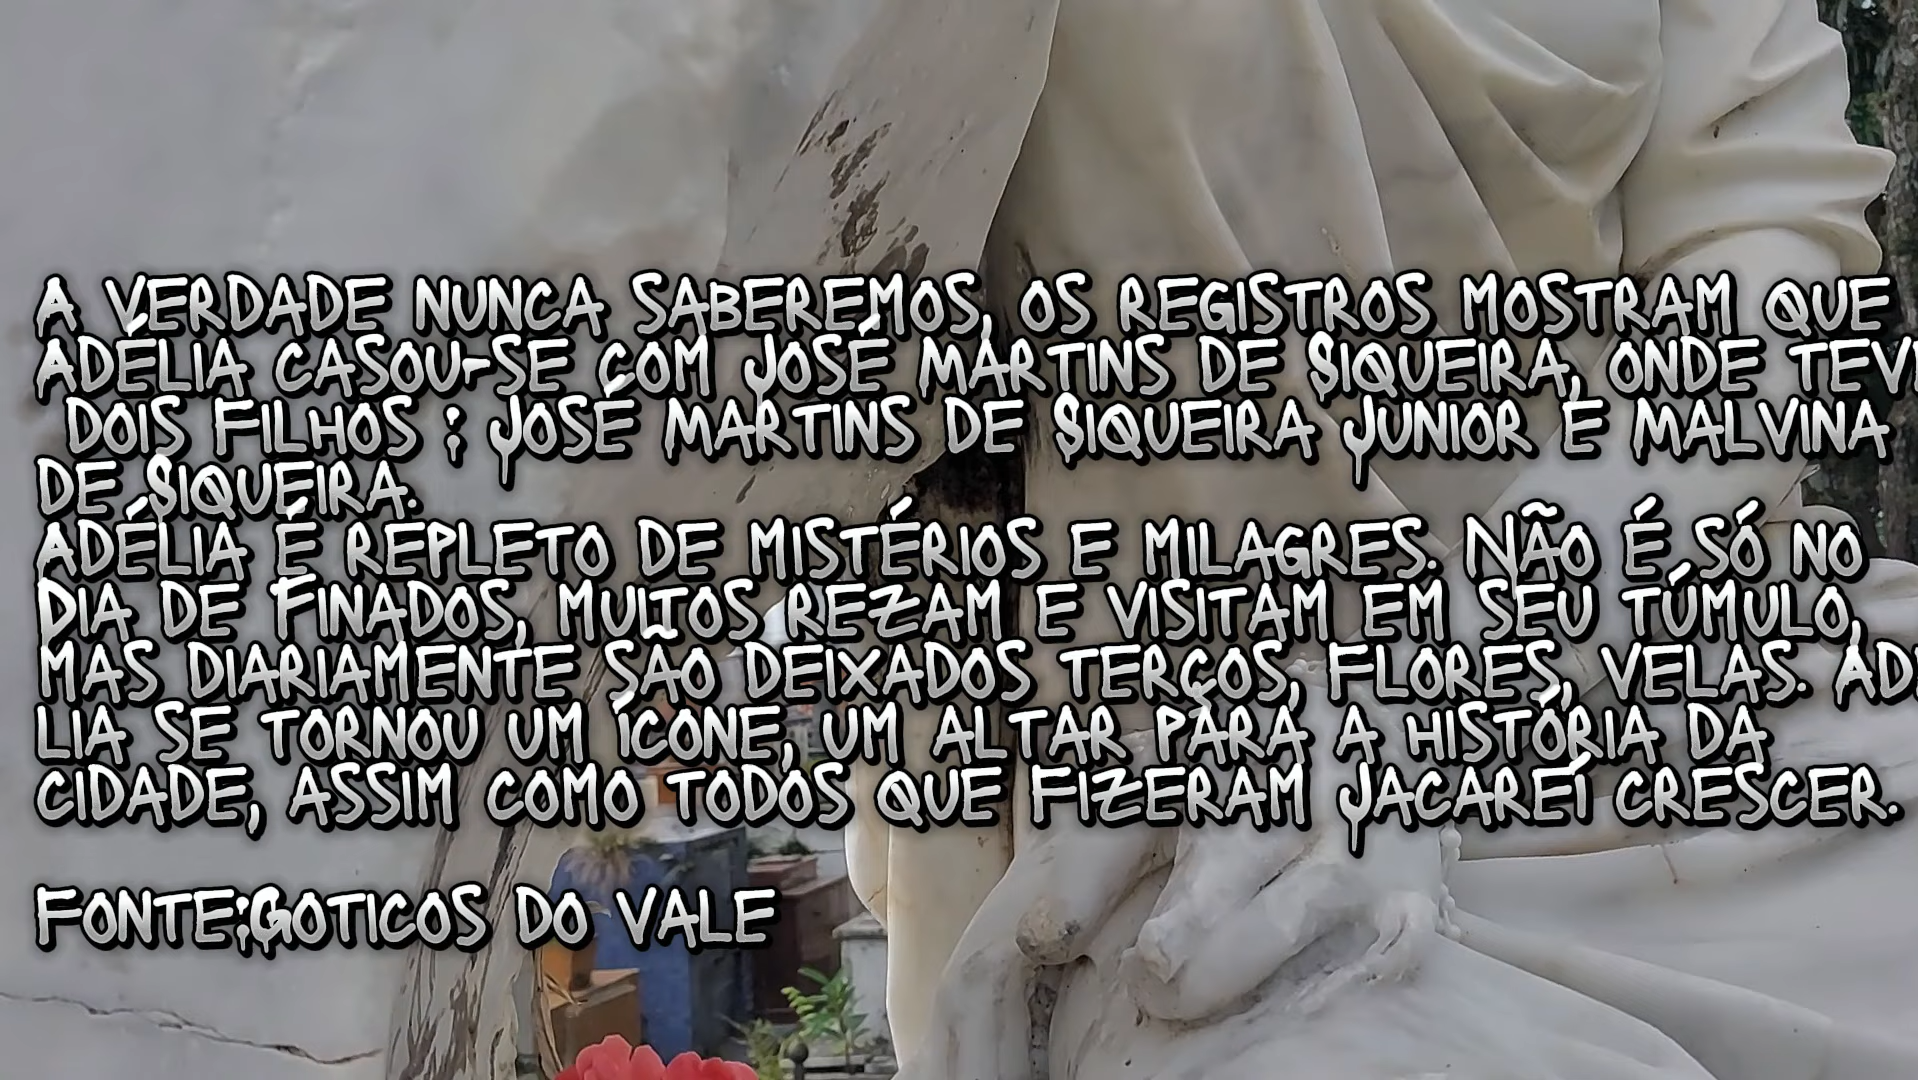 A VERDADE NUNCA SABEREMOS, OS REGISTROS MOSTRAM QUE
ADÉLIA CASOU-SE COM JOSÉ MARTINS DE SIQUEIRA, ONDE TEVE
DOIS FILHOS ; JOSÉ MARTINS DE SIQUEIRA JUNIOR E MALVINA
DE SIQUEIRA.
ADÉLIA É REPLETO DE MISTÉRIOS E MILAGRES. NÃO É SÓ NO
DIA DE FINADOS, MUITOS REZAM E VISITAM EM SEU TÚMULO,
MAS DIARIAMENTE SÃO DEIXADOS TERÇOS, FLORES, VELAS. ADÉ
LIA SE TORNOU UM ÍCONE, UM ALTAR PARA A HISTÓRIA DA
CIDADE, ASSIM COMO TODOS QUE FIZERAM JACAREÍ CRESCER.
FONTE;GOTICOS DO VALE